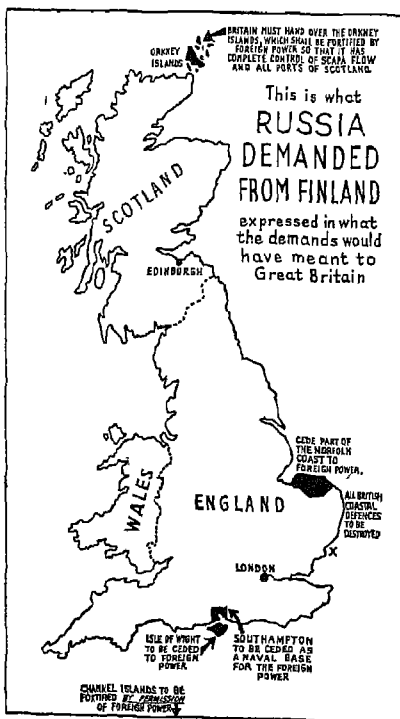 BRITAIN MUST HAND OVER THE ORKNEY
ISLANDS, WHICH SHALL BE FORTIFIED BY
FOREIGN POWER SO THAT IT HAS
COMPLETE CONTROL OF SCAPA FLOW
AND ALL PORTS OF SCOTLAND.
ORKNEY
ISLANDS
This is what
RUSSIA
DEMANDED
FROM FINLAND
expressed in what
the demands would
have meant to
Great Britain
SCOTLAND
EDINBURGH
CEDE PART OF
THE NORFOLK
COAST TO
FOREIGN POWER.
ALL BRITISH
COASTAL
DEFENCES
TO BE
DESTROYED
X
WALES
ENGLAND
LONDON
ISLE OF WIGHT
TO BE CEDED
TO FOREIGN
POWER
SOUTHAMPTON
TO BE CEDED AS
A NAVAL BASE
FOR THE FOREIGN
POWER
CHANNEL ISLANDS TO BE
FORTIFIED BY PERMISSION
OF FOREIGN POWER